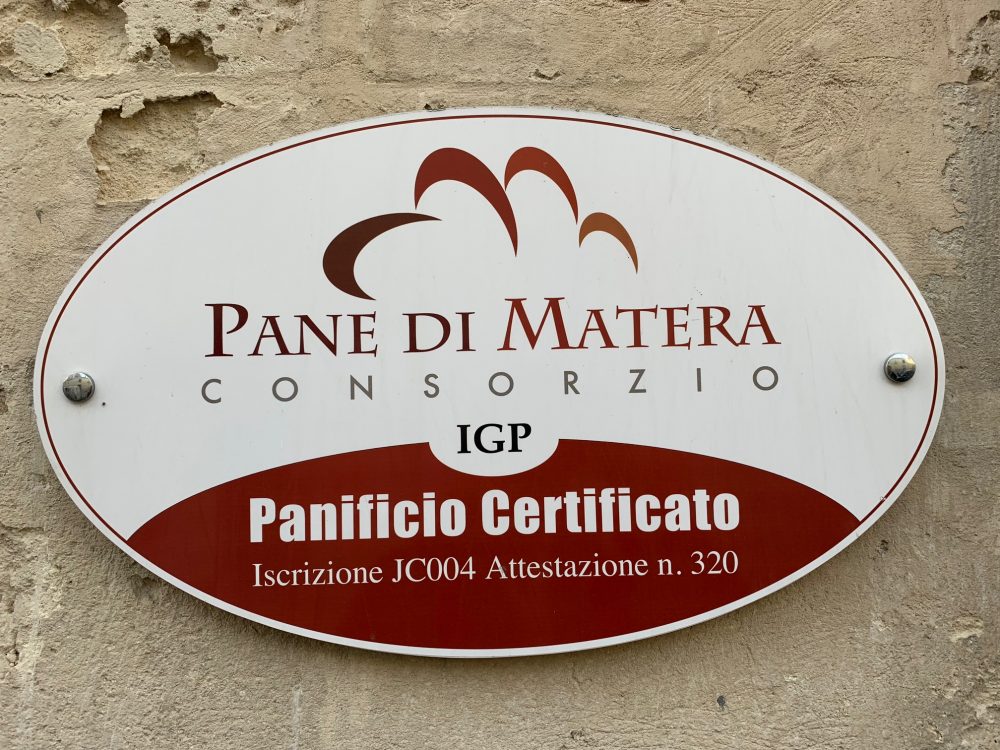 PANE DI MATERA
CONSORZIO
IGP
Panificio Certificato
Iscrizione JC004 Attestazione n. 320